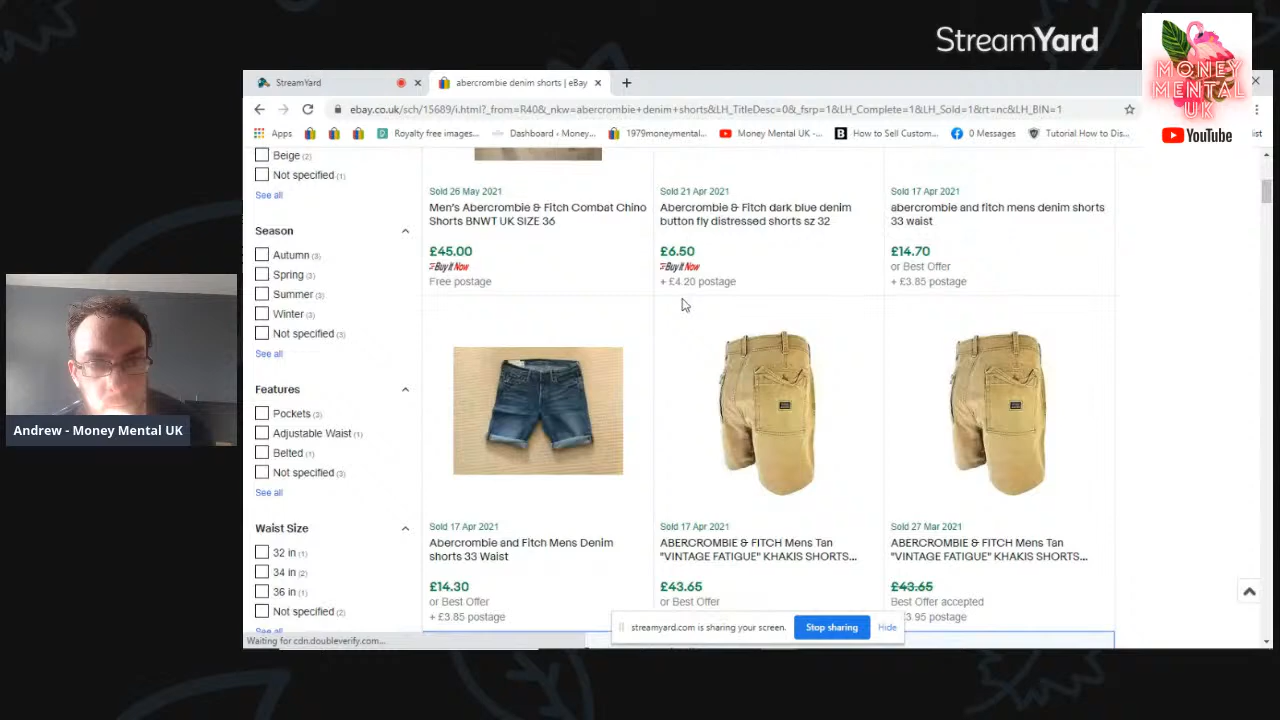 StreamYard
MONEY
MENTAL
UK
YouTube
StreamYard
abercrombie denim shorts | eBay
ebay.co.uk/sch/15689/i.html?_from=R40&_nkw=abercrombie+denim+shorts&LH_TitleDesc=0&_fsrp=1&LH_Complete=1&LH_Sold=1&rt=nc&LH_BIN=1
Apps
Royalty free images...
Dashboard ‹ Money...
1979moneymental...
Money Mental UK -...
How to Sell Custom...
0 Messages
Tutorial How to Dis...
Beige (2)
Not specified (1)
See all
Season
Autumn (3)
Spring (3)
Summer (3)
Winter (3)
Not specified (3)
See all
Features
Pockets (3)
Adjustable Waist (1)
Belted (1)
Not specified (3)
See all
Waist Size
32 in (1)
34 in (2)
36 in (1)
Not specified (2)
See all
Sold 26 May 2021
Men's Abercrombie & Fitch Combat Chino
Shorts BNWT UK SIZE 36
£45.00
Buy It Now
Free postage
Sold 21 Apr 2021
Abercrombie & Fitch dark blue denim
button fly distressed shorts sz 32
£6.50
Buy It Now
+ £4.20 postage
Sold 17 Apr 2021
abercrombie and fitch mens denim shorts
33 waist
£14.70
or Best Offer
+ £3.85 postage
Sold 17 Apr 2021
Abercrombie and Fitch Mens Denim
shorts 33 Waist
£14.30
or Best Offer
+ £3.85 postage
Sold 17 Apr 2021
ABERCROMBIE & FITCH Mens Tan
"VINTAGE FATIGUE" KHAKIS SHORTS...
£43.65
or Best Offer
Sold 27 Mar 2021
ABERCROMBIE & FITCH Mens Tan
"VINTAGE FATIGUE" KHAKIS SHORTS...
£43.65
Best Offer accepted
3.95 postage
streamyard.com is sharing your screen.
Stop sharing
Hide
Waiting for cdn.doubleverify.com...
Andrew - Money Mental UK